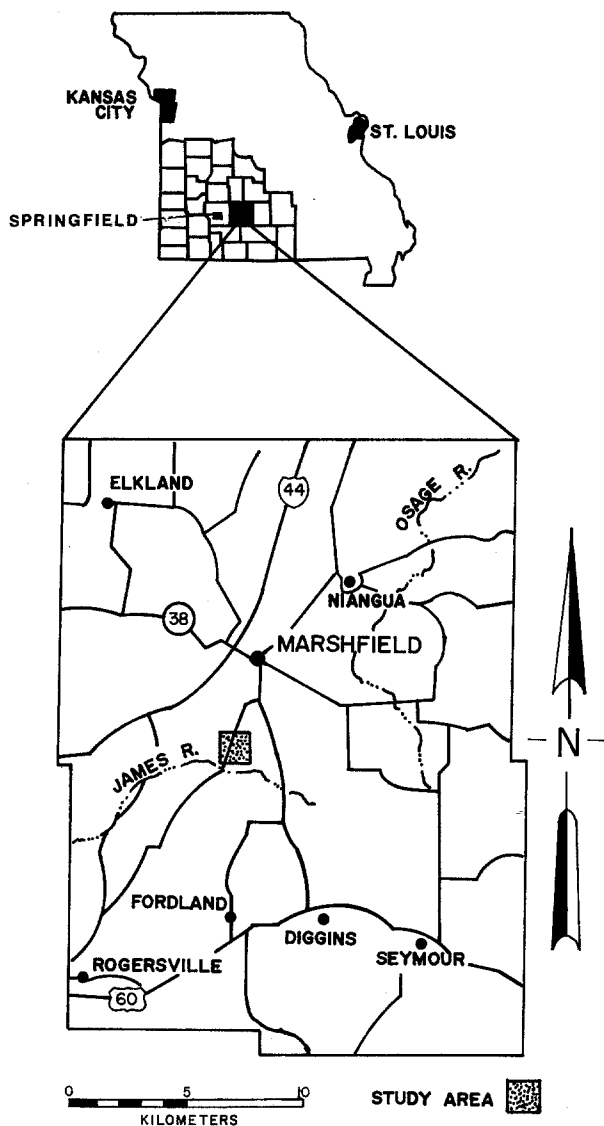 KANSAS
CITY
ST. LOUIS
SPRINGFIELD
ELKLAND
44
OSAGE R.
NIANGUA
38
MARSHFIELD
N
JAMES R.
FORDLAND
DIGGINS
SEYMOUR
ROGERSVILLE
60
0 5 10
KILOMETERS
STUDY AREA